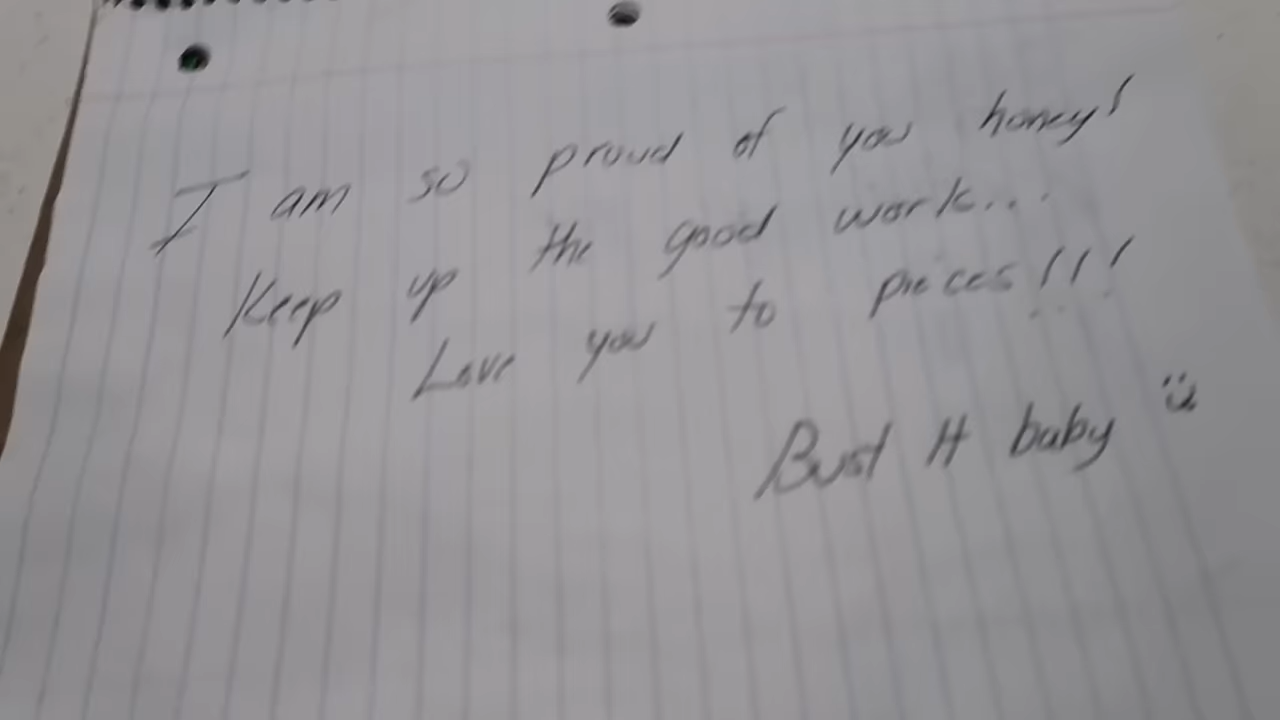 I am so proud of you honey!
Keep up the good work...
Love you to pieces!!!
Bust It baby ü